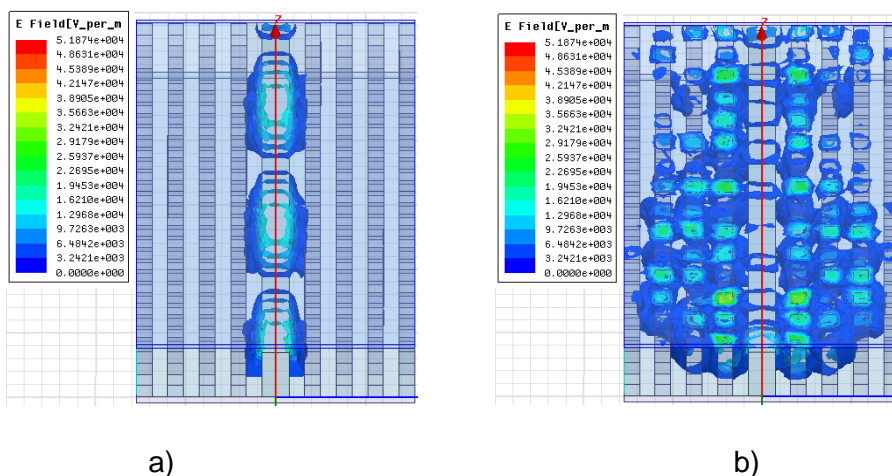 E Field[V_per_m
5.1874e+004
4.8631e+004
4.5389e+004
4.2147e+004
3.8905e+004
3.5663e+004
3.2421e+004
2.9179e+004
2.5937e+004
2.2695e+004
1.9453e+004
1.6210e+004
1.2968e+004
9.7263e+003
6.4842e+003
3.2421e+003
0.0000e+000
Z
a)
E Field[V_per_m
5.1874e+004
4.8631e+004
4.5389e+004
4.2147e+004
3.8905e+004
3.5663e+004
3.2421e+004
2.9179e+004
2.5937e+004
2.2695e+004
1.9453e+004
1.6210e+004
1.2968e+004
9.7263e+003
6.4842e+003
3.2421e+003
0.0000e+000
Z
b)